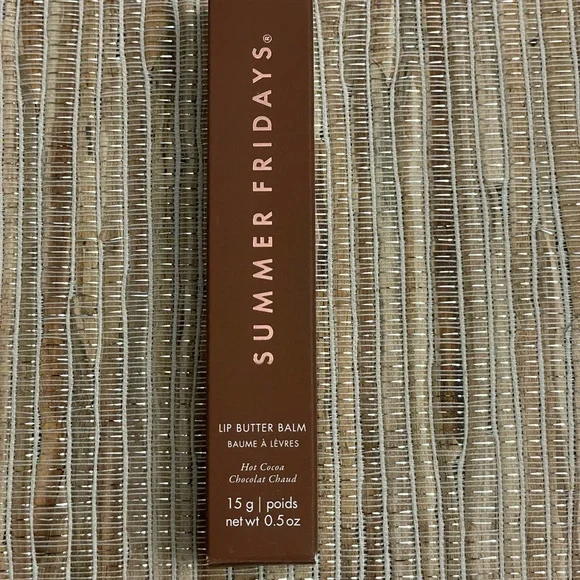 SUMMER FRIDAYS®
LIP BUTTER BALM
BAUME À LÈVRES
Hot Cocoa
Chocolat Chaud
15 g | poids
net wt 0.5 oz